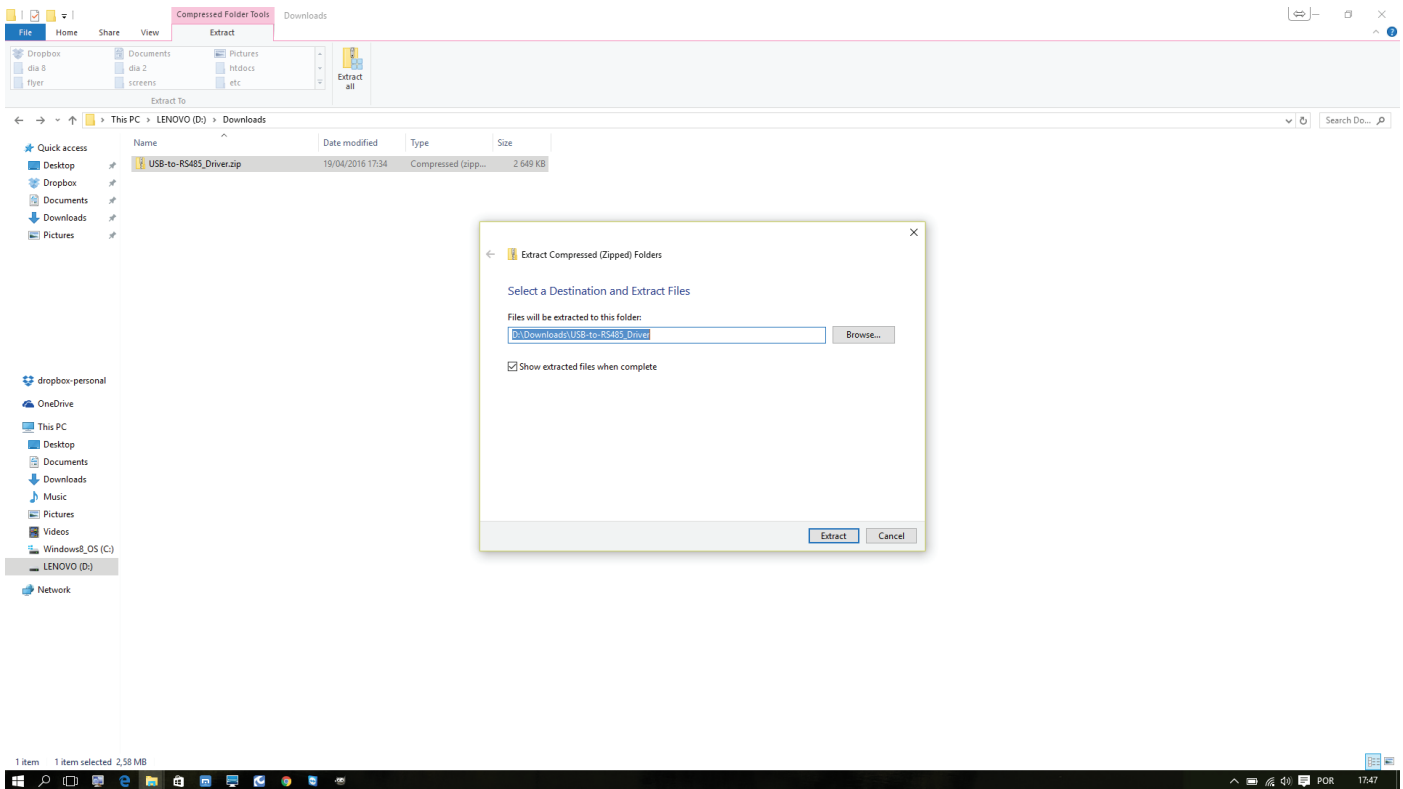 Compressed Folder Tools Downloads
File Home Share View Extract
Dropbox Documents Pictures
dia 8 dia 2 htdocs
flyer screens etc
Extract all
Extract To
This PC > LENOVO (D:) > Downloads
Search Do...
Name Date modified Type Size
USB-to-RS485_Driver.zip 19/04/2016 17:34 Compressed (zipp... 2 649 KB
Quick access
Desktop
Dropbox
Documents
Downloads
Pictures
dropbox-personal
OneDrive
This PC
Desktop
Documents
Downloads
Music
Pictures
Videos
Windows8_OS (C:)
LENOVO (D:)
Network
Extract Compressed (Zipped) Folders
Select a Destination and Extract Files
Files will be extracted to this folder:
D:\Downloads\USB-to-RS485_Driver
Browse...
Show extracted files when complete
Extract Cancel
1 item 1 item selected 2,58 MB
POR 17:47